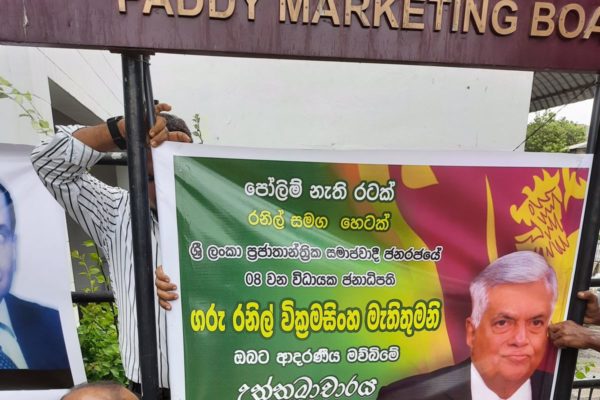 PADDY MARKETING BOA
පෝලිම් නැති රටක්
රනිල් සමග හෙටක්
ශ්‍රී ලංකා ප්‍රජාතාන්ත්‍රික සමාජවාදී ජනරජයේ
08 වන විධායක ජනාධිපති
ගරු රනිල් වික්‍රමසිංහ මැතිතුමනි
ඔබට ආදරණීය මව්බිමේ
උත්තමාචාරය